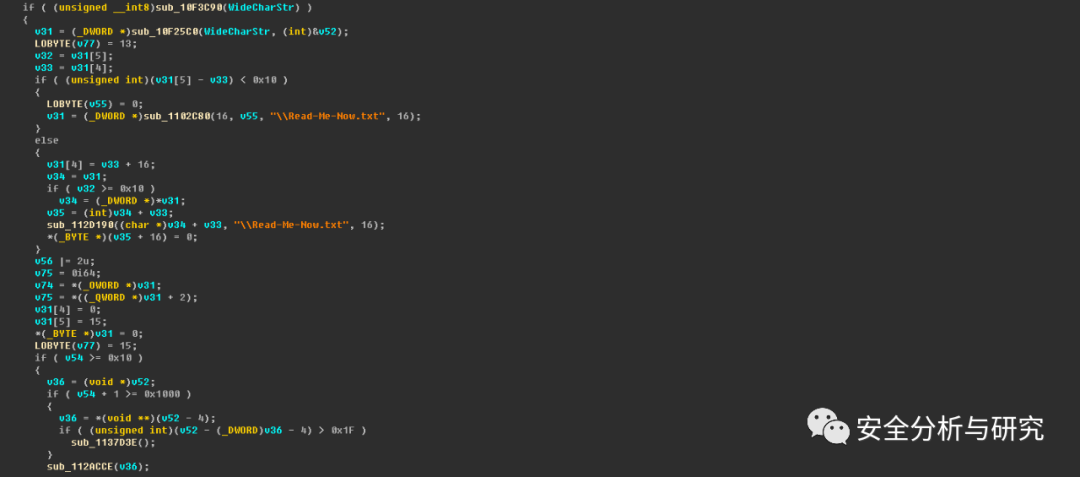 if ( (unsigned __int8)sub_10F3C90(WideCharStr) )
{
v31 = (_DWORD *)sub_10F25C0(WideCharStr, (int)&v52);
LOBYTE(v77) = 13;
v32 = v31[5];
v33 = v31[4];
if ( (unsigned int)(v31[5] - v33) < 0x10 )
{
LOBYTE(v55) = 0;
v31 = (_DWORD *)sub_1102C80(16, v55, "\\Read-Me-Now.txt", 16);
}
else
{
v31[4] = v33 + 16;
v34 = v31;
if ( v32 >= 0x10 )
v34 = (_DWORD *)*v31;
v35 = (int)v34 + v33;
sub_112D190((char *)v34 + v33, "\\Read-Me-Now.txt", 16);
*(_BYTE *)(v35 + 16) = 0;
}
v56 |= 2u;
v75 = 0i64;
v74 = *(_OWORD *)v31;
v75 = *((_QWORD *)v31 + 2);
v31[4] = 0;
v31[5] = 15;
*(_BYTE *)v31 = 0;
LOBYTE(v77) = 15;
if ( v54 >= 0x10 )
{
v36 = (void *)v52;
if ( v54 + 1 >= 0x1000 )
{
v36 = *(void **)(v52 - 4);
if ( (unsigned int)(v52 - (_DWORD)v36 - 4) > 0x1F )
sub_1137D3E();
}
sub_112ACCE(v36);
安全分析与研究